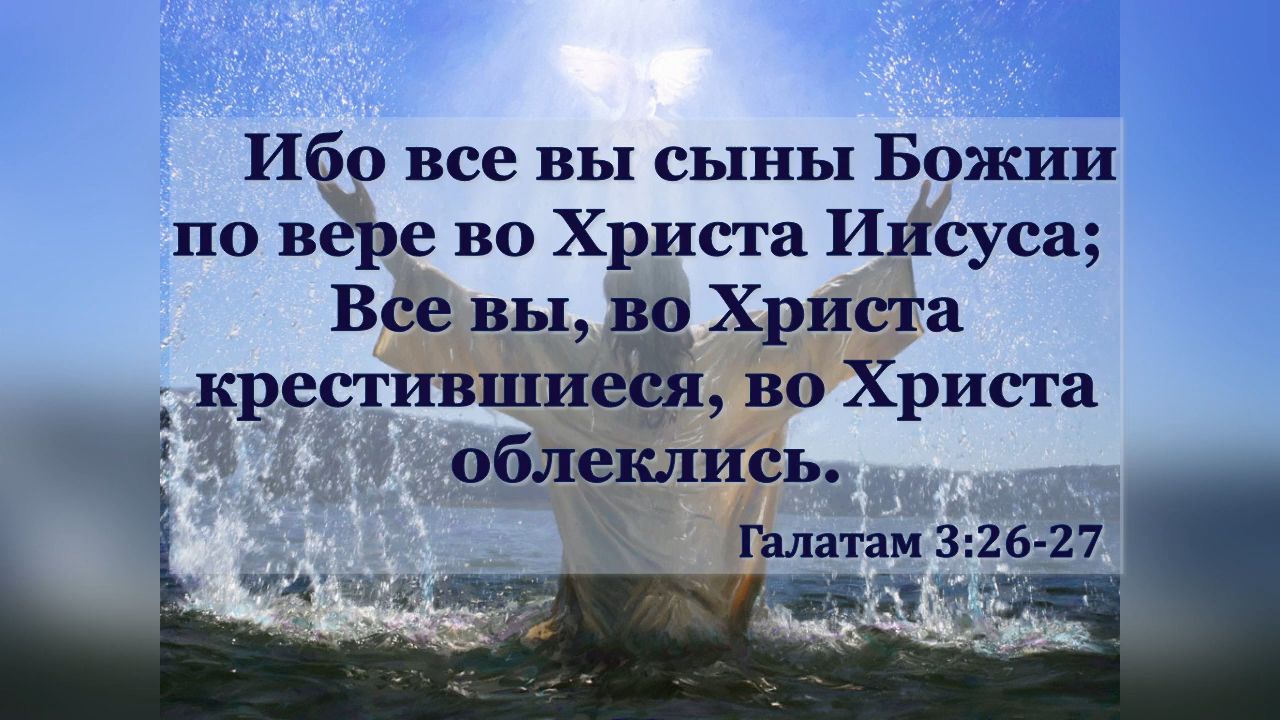 Ибо все вы сыны Божии
по вере во Христа Иисуса;
Все вы, во Христа
крестившиеся, во Христа
облеклись.
Галатам 3:26-27